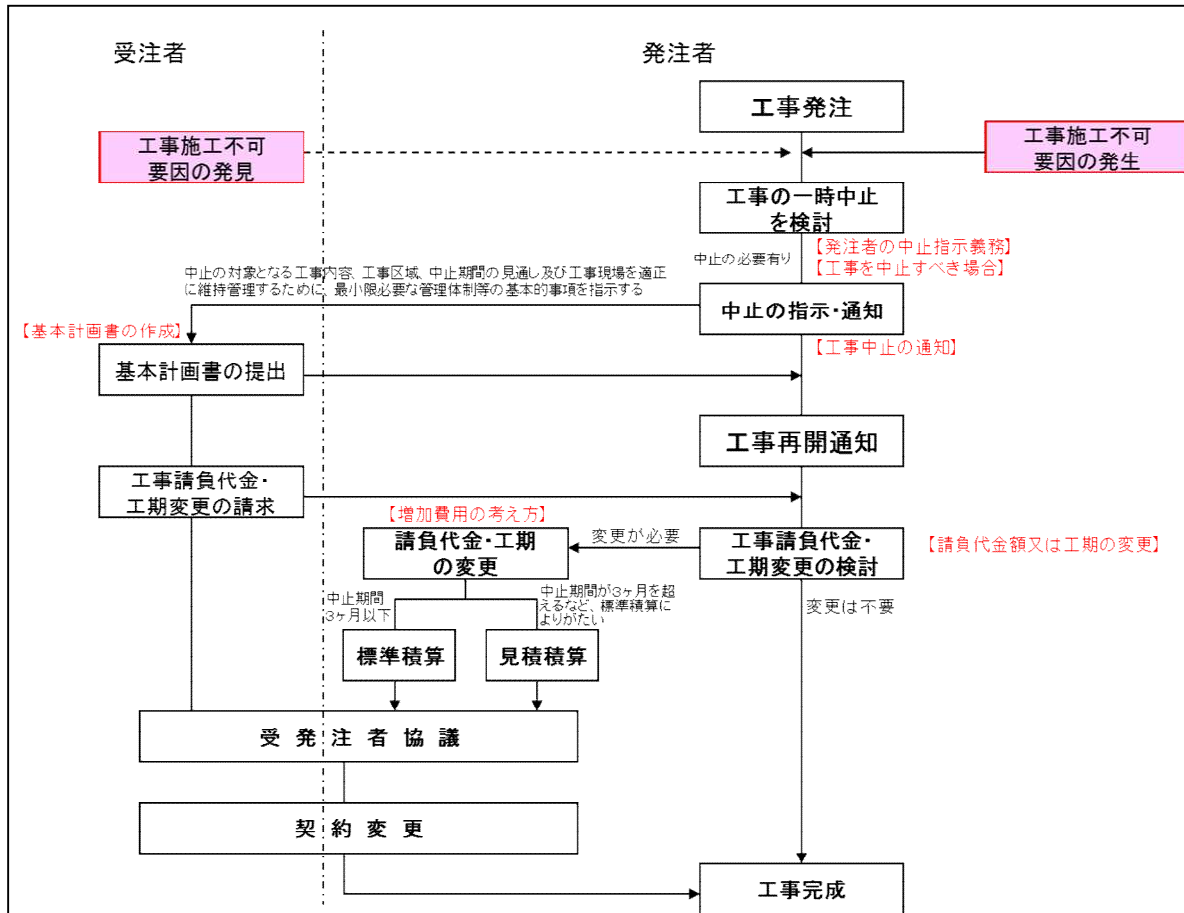 受注者
発注者
工事発注
工事施工不可
要因の発見
工事施工不可
要因の発生
工事の一時中止
を検討
中止の必要有り
【発注者の中止指示義務】
【工事を中止すべき場合】
中止の対象となる工事内容、工事区域、中止期間の見通し及び工事現場を適正
に維持管理するために、最小限必要な管理体制等の基本的事項を指示する
中止の指示・通知
【工事中止の通知】
【基本計画書の作成】
基本計画書の提出
工事再開通知
工事請負代金・
工期変更の請求
【増加費用の考え方】
請負代金・工期
の変更
変更が必要
工事請負代金・
工期変更の検討
【請負代金額又は工期の変更】
中止期間
3ヶ月以下
中止期間が3ヶ月を超
えるなど、標準積算に
よりがたい
変更は不要
標準積算
見積積算
受発注者協議
契約変更
工事完成